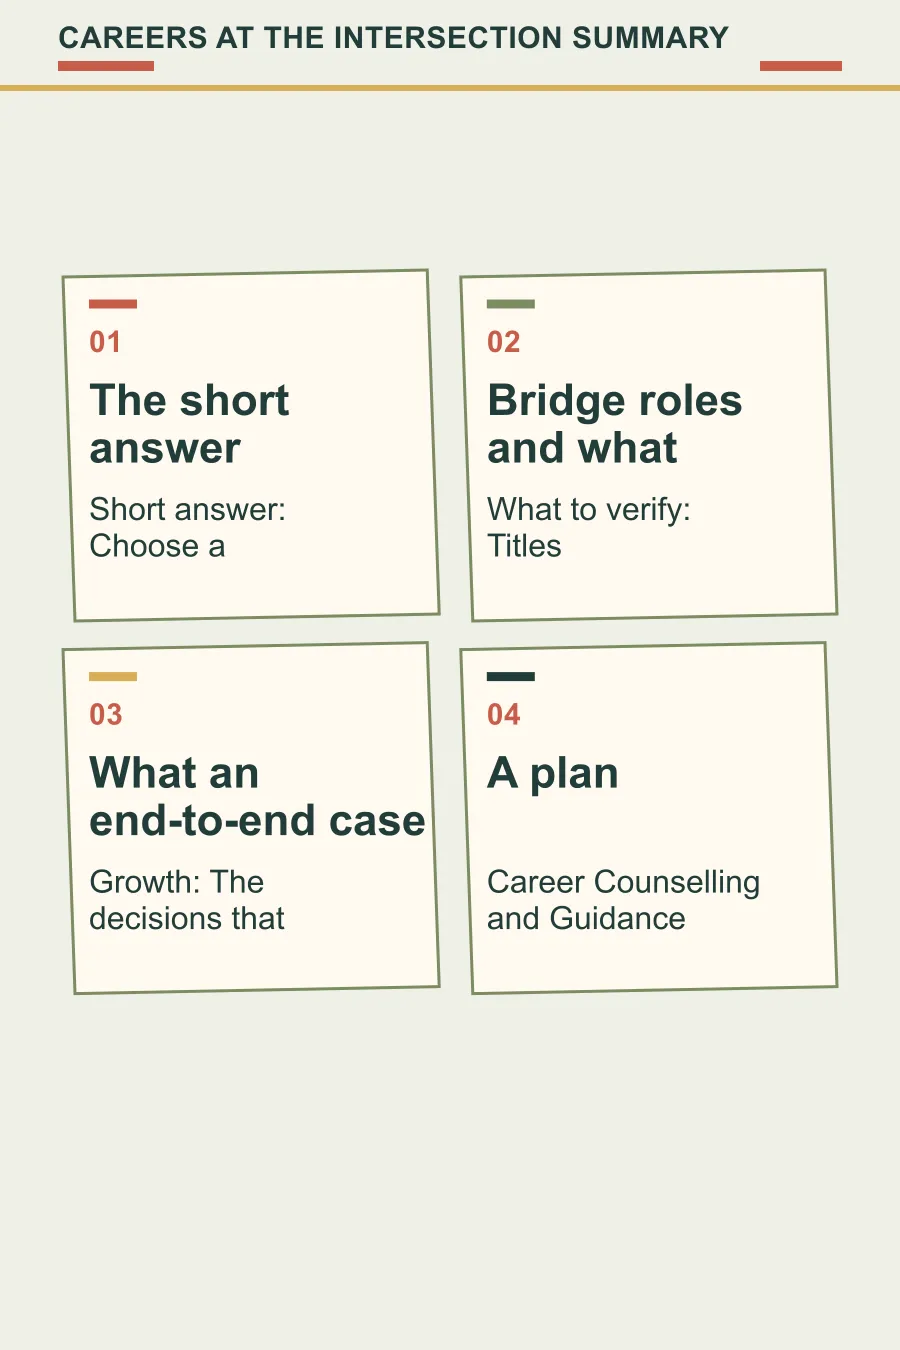 CAREERS AT THE INTERSECTION SUMMARY
01
The short
answer
Short answer:
Choose a
02
Bridge roles
and what
What to verify:
Titles
03
What an
end-to-end case
Growth: The
decisions that
04
A plan
Career Counselling
and Guidance